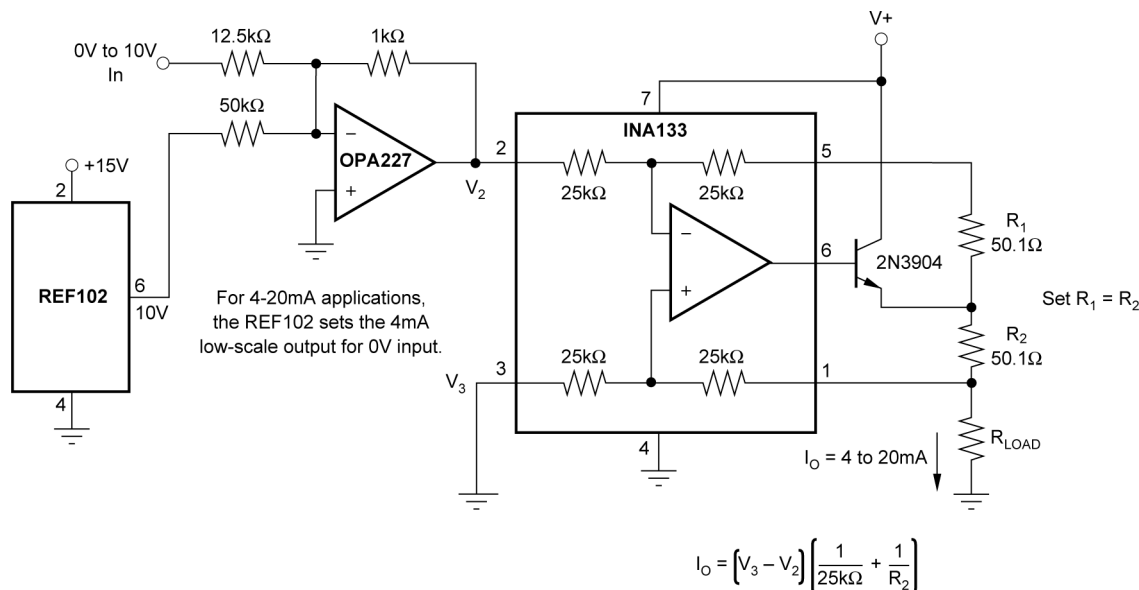 V+
12.5kΩ
1kΩ
0V to 10V
In
50kΩ
7
INA133
+15V
2
–
OPA227
+
2
V2
25kΩ
25kΩ
5
R1
50.1Ω
–
+
6
2N3904
REF102
6
10V
For 4-20mA applications,
the REF102 sets the 4mA
low-scale output for 0V input.
Set R1 = R2
R2
50.1Ω
25kΩ
25kΩ
V3
3
1
4
4
RLOAD
IO = 4 to 20mA
IO = (V3 – V2) (1/25kΩ + 1/R2)